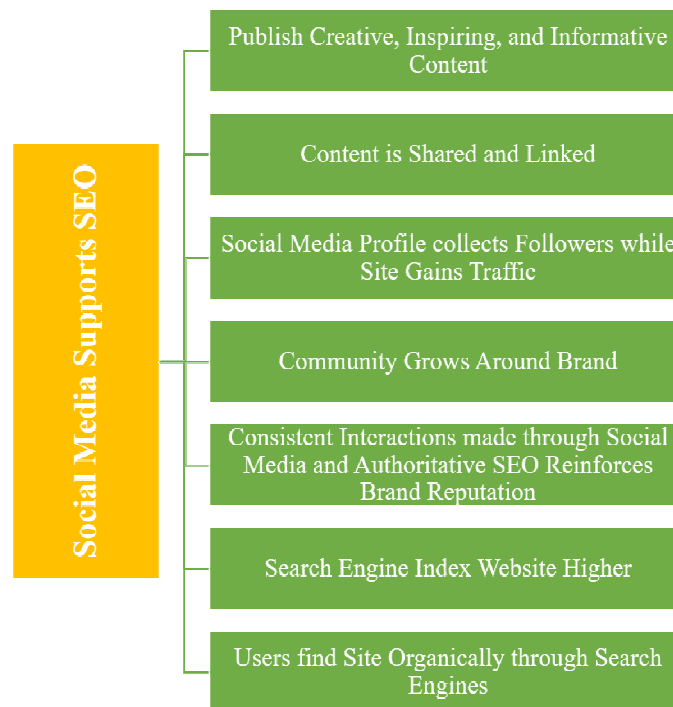 Social Media Supports SEO
Publish Creative, Inspiring, and Informative
Content
Content is Shared and Linked
Social Media Profile collects Followers while
Site Gains Traffic
Community Grows Around Brand
Consistent Interactions made through Social
Media and Authoritative SEO Reinforces
Brand Reputation
Search Engine Index Website Higher
Users find Site Organically through Search
Engines